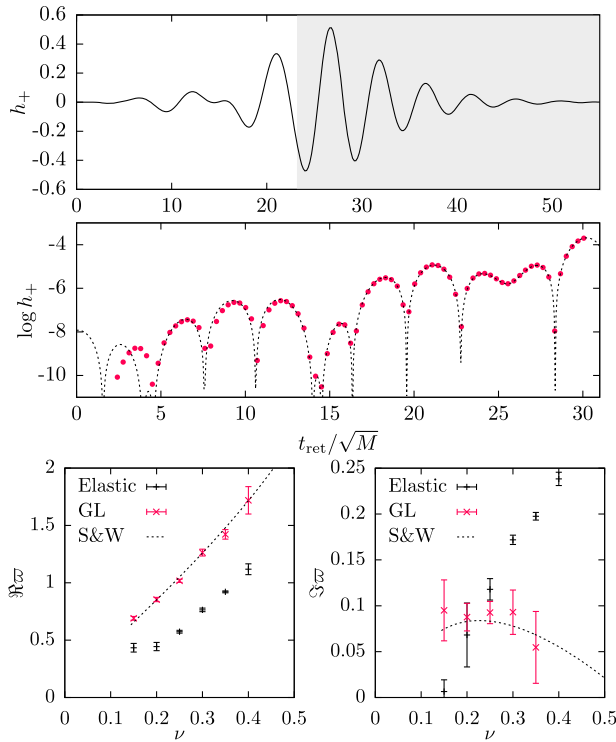 0.6
0.4
0.2
0
-0.2
-0.4
-0.6
h₊
0 10 20 30 40 50
-4
-6
-8
-10
log h₊
0 5 10 15 20 25 30
t_ret/√M
2
1.5
1
0.5
0
ℜϖ
Elastic
GL
S&W
0 0.1 0.2 0.3 0.4 0.5
ν
0.25
0.2
0.15
0.1
0.05
0
ℑϖ
Elastic
GL
S&W
0 0.1 0.2 0.3 0.4 0.5
ν